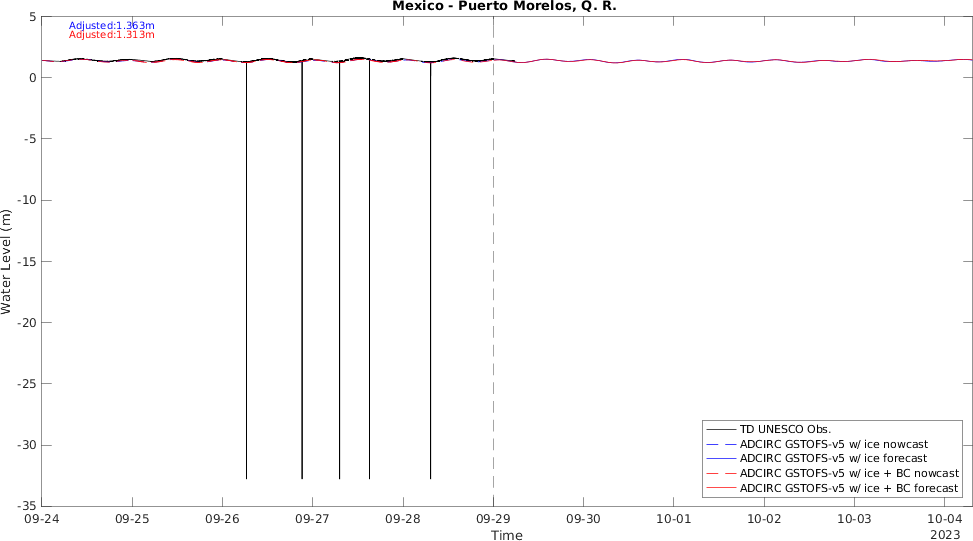 Mexico - Puerto Morelos, Q. R.
Adjusted:1.363m
Adjusted:1.313m
5
0
-5
-10
-15
-20
-25
-30
-35
Water Level (m)
TD UNESCO Obs.
ADCIRC GSTOFS-v5 w/ ice nowcast
ADCIRC GSTOFS-v5 w/ ice forecast
ADCIRC GSTOFS-v5 w/ ice + BC nowcast
ADCIRC GSTOFS-v5 w/ ice + BC forecast
09-24 09-25 09-26 09-27 09-28 09-29 09-30 10-01 10-02 10-03 10-04
Time
2023